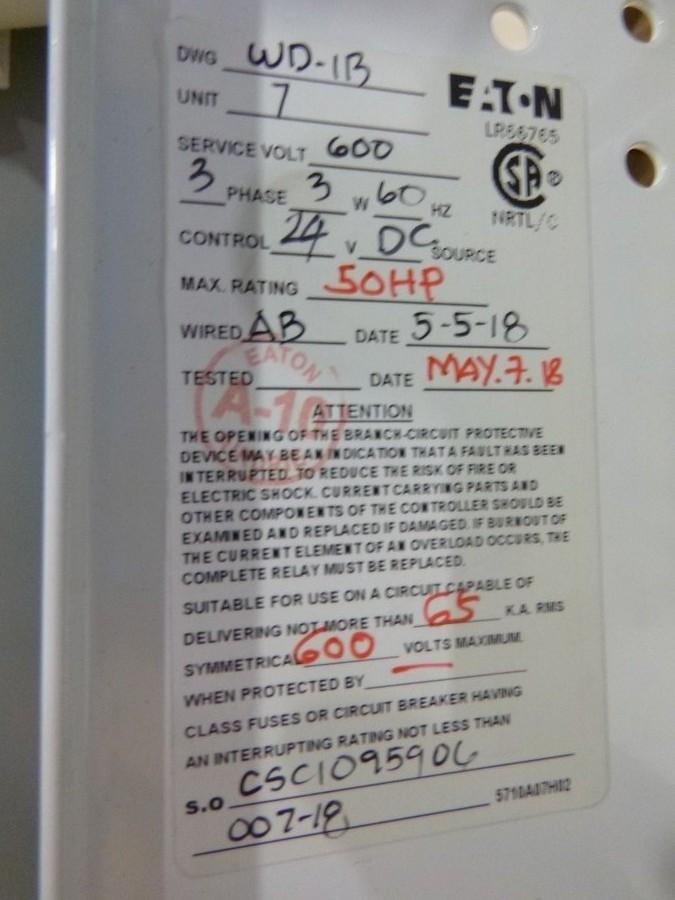 DWG WD-1B
EATON
UNIT 7
LR66765
SERVICE VOLT 600
SA ®
3 PHASE 3 W 60 HZ
NRTL/C
CONTROL 24 V DC SOURCE
MAX. RATING 50HP
WIRED AB DATE 5-5-18
EATON
TESTED DATE MAY.7.18
A-10
ATTENTION
THE OPENING OF THE BRANCH-CIRCUIT PROTECTIVE
DEVICE MAY BE AN INDICATION THAT A FAULT HAS BEEN
INTERRUPTED. TO REDUCE THE RISK OF FIRE OR
ELECTRIC SHOCK. CURRENT CARRYING PARTS AND
OTHER COMPONENTS OF THE CONTROLLER SHOULD BE
EXAMINED AND REPLACED IF DAMAGED. IF BURNOUT OF
THE CURRENT ELEMENT OF AN OVERLOAD OCCURS, THE
COMPLETE RELAY MUST BE REPLACED.
SUITABLE FOR USE ON A CIRCUIT CAPABLE OF
DELIVERING NOT MORE THAN 65 K.A. RMS
SYMMETRICAL 600 VOLTS MAXIMUM.
WHEN PROTECTED BY
CLASS FUSES OR CIRCUIT BREAKER HAVING
AN INTERRUPTING RATING NOT LESS THAN
S.O CSC1095906
007-18
5710A07H02